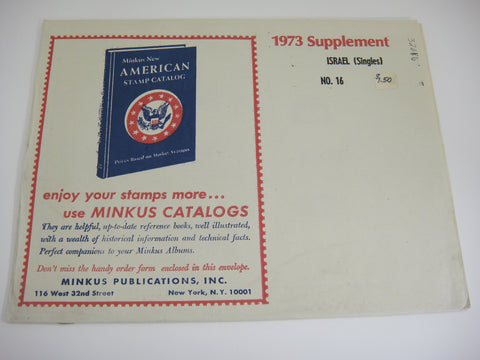 Minkus New
AMERICAN
STAMP CATALOG
Prices Based on Market Averages
enjoy your stamps more...
use MINKUS CATALOGS
They are helpful, up-to-date reference books, well illustrated,
with a wealth of historical information and technical facts.
Perfect companions to your Minkus Albums.
Don't miss the handy order form enclosed in this envelope.
MINKUS PUBLICATIONS, INC.
116 West 32nd Street New York, N.Y. 10001
1973 Supplement
ISRAEL (Singles)
NO. 16